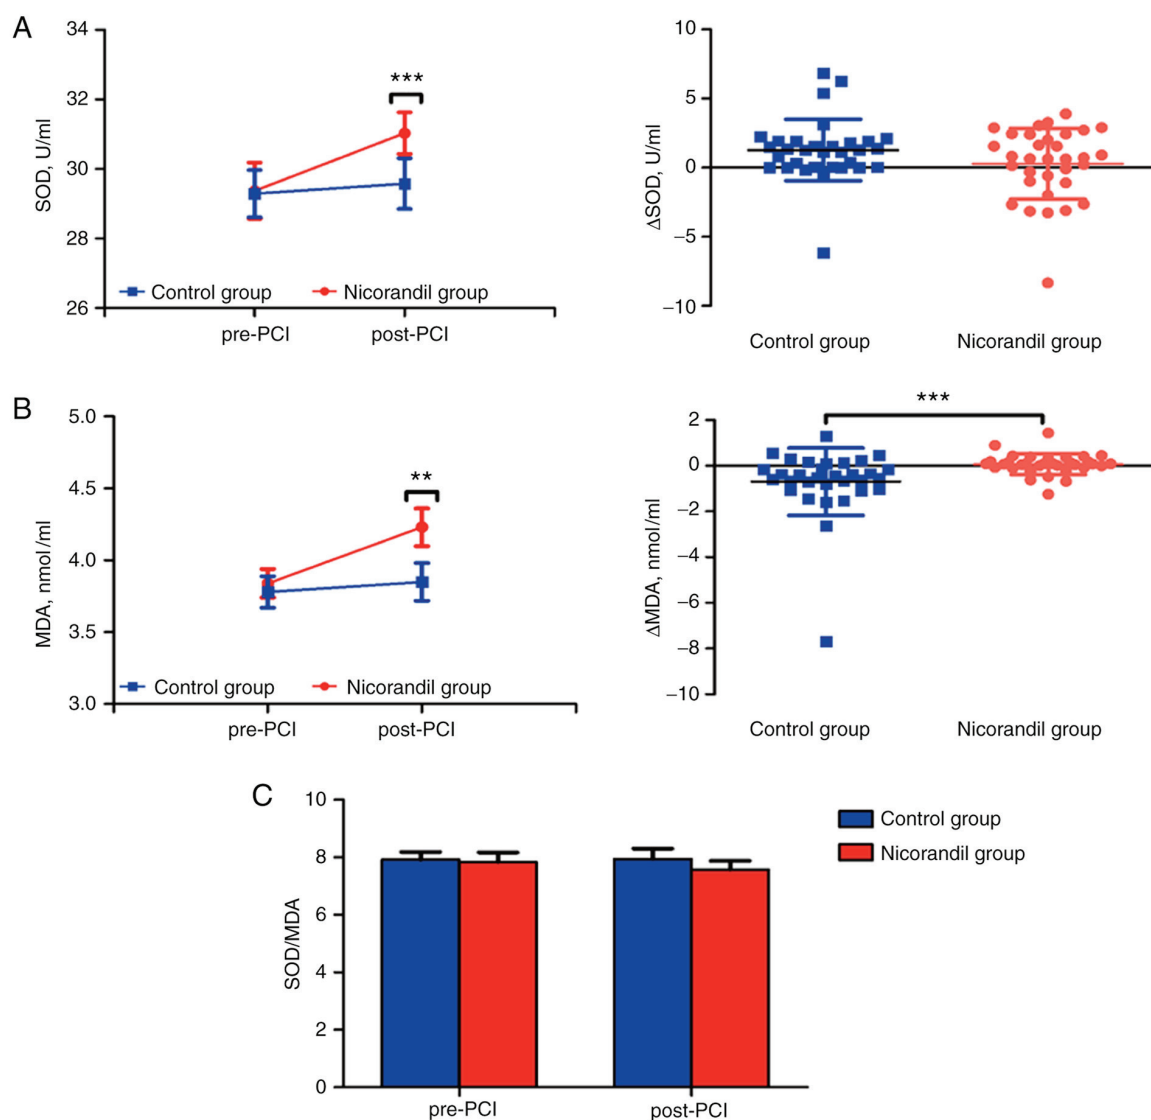 A
34
32
30
28
26
SOD, U/ml
***
Control group
Nicorandil group
pre-PCI
post-PCI
10
5
0
−5
−10
ΔSOD, U/ml
Control group
Nicorandil group
B
5.0
4.5
4.0
3.5
3.0
MDA, nmol/ml
**
Control group
Nicorandil group
pre-PCI
post-PCI
2
0
−2
−4
−6
−8
−10
ΔMDA, nmol/ml
***
Control group
Nicorandil group
C
10
8
6
4
2
0
SOD/MDA
pre-PCI
post-PCI
Control group
Nicorandil group